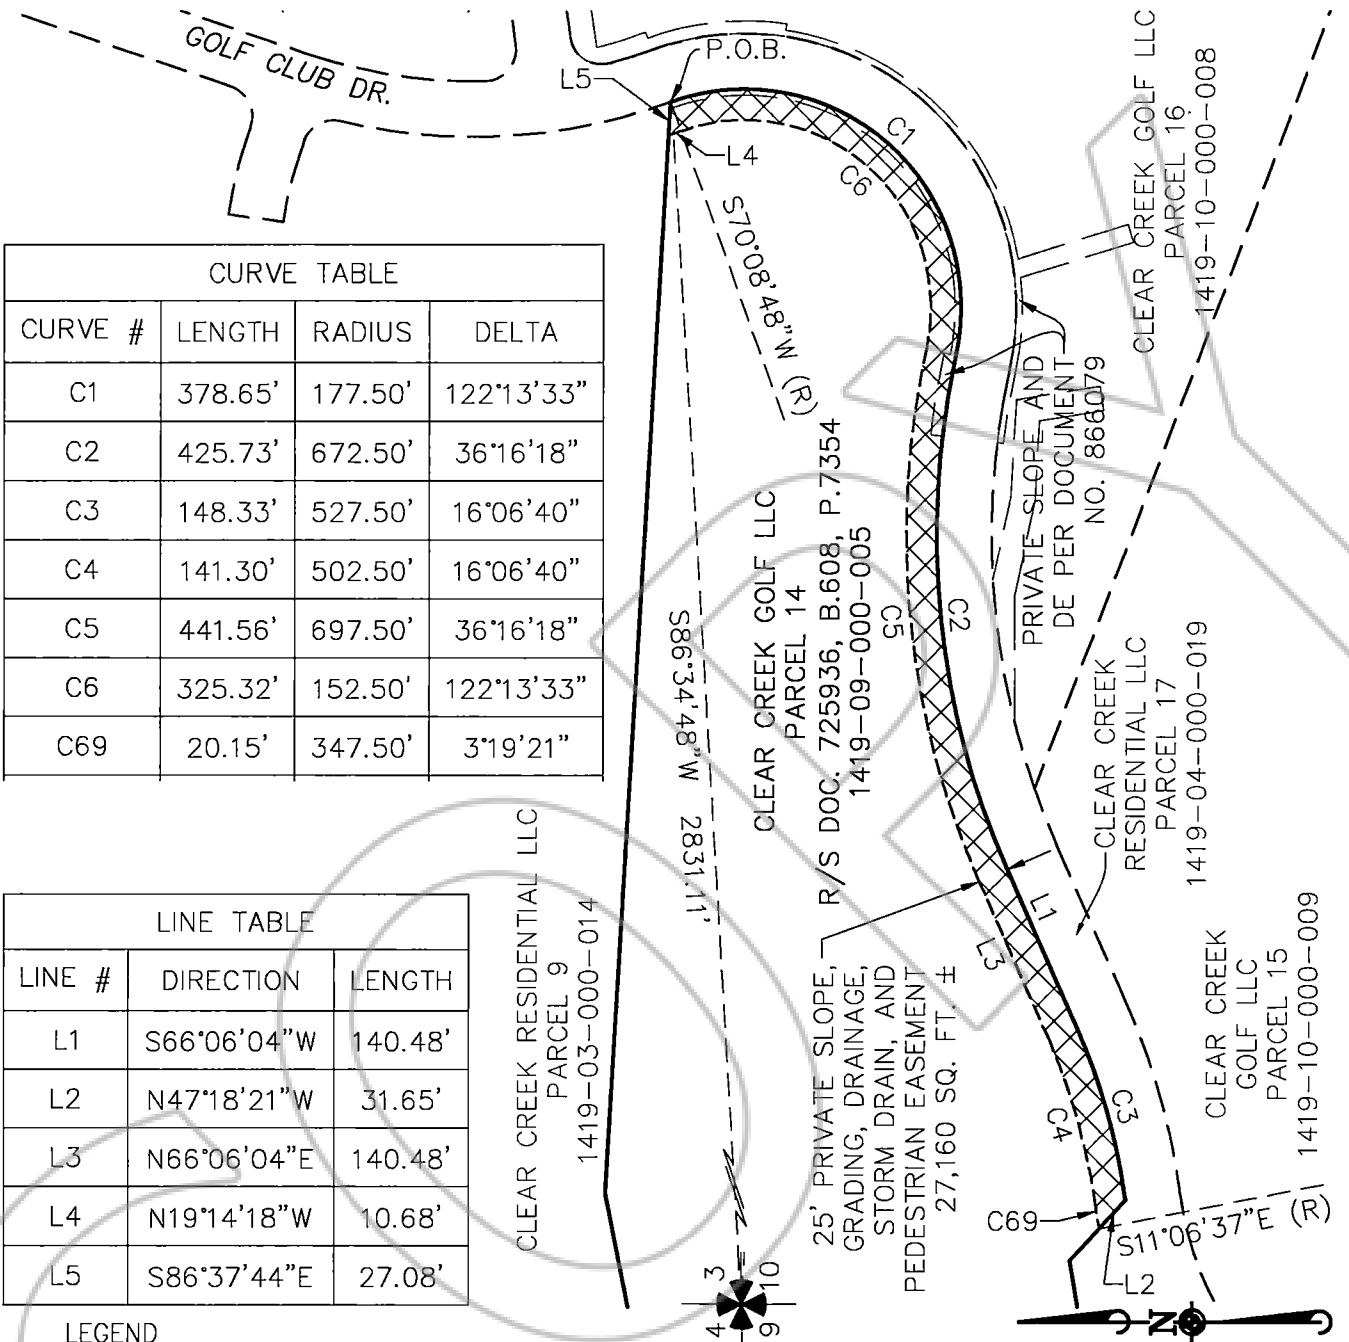 GOLF CLUB DR.
P.O.B.
L5
L4
C1
C6
S70°08'48"W (R)
CLEAR CREEK GOLF LLC
PARCEL 16
1419-10-000-008
CURVE TABLE
CURVE # LENGTH RADIUS DELTA
C1 378.65' 177.50' 122°13'33"
C2 425.73' 672.50' 36°16'18"
C3 148.33' 527.50' 16°06'40"
C4 141.30' 502.50' 16°06'40"
C5 441.56' 697.50' 36°16'18"
C6 325.32' 152.50' 122°13'33"
C69 20.15' 347.50' 3°19'21"
PRIVATE SLOPE AND
DE PER DOCUMENT
NO. 866079
CLEAR CREEK GOLF LLC
PARCEL 14
R/S DOC. 725936, B.608, P.7354
1419-09-000-005
S86°34'48"W 2831.11'
C5
C2
CLEAR CREEK
RESIDENTIAL LLC
PARCEL 17
1419-04-000-019
LINE TABLE
LINE # DIRECTION LENGTH
L1 S66°06'04"W 140.48'
L2 N47°18'21"W 31.65'
L3 N66°06'04"E 140.48'
L4 N19°14'18"W 10.68'
L5 S86°37'44"E 27.08'
LEGEND
CLEAR CREEK RESIDENTIAL LLC
PARCEL 9
1419-03-000-014
L1
L3
25' PRIVATE SLOPE,
GRADING, DRAINAGE,
STORM DRAIN, AND
PEDESTRIAN EASEMENT
27,160 SQ. FT. ±
CLEAR CREEK
GOLF LLC
PARCEL 15
1419-10-000-009
C3
C4
C69
S11°06'37"E (R)
L2
3
10
4
9
N